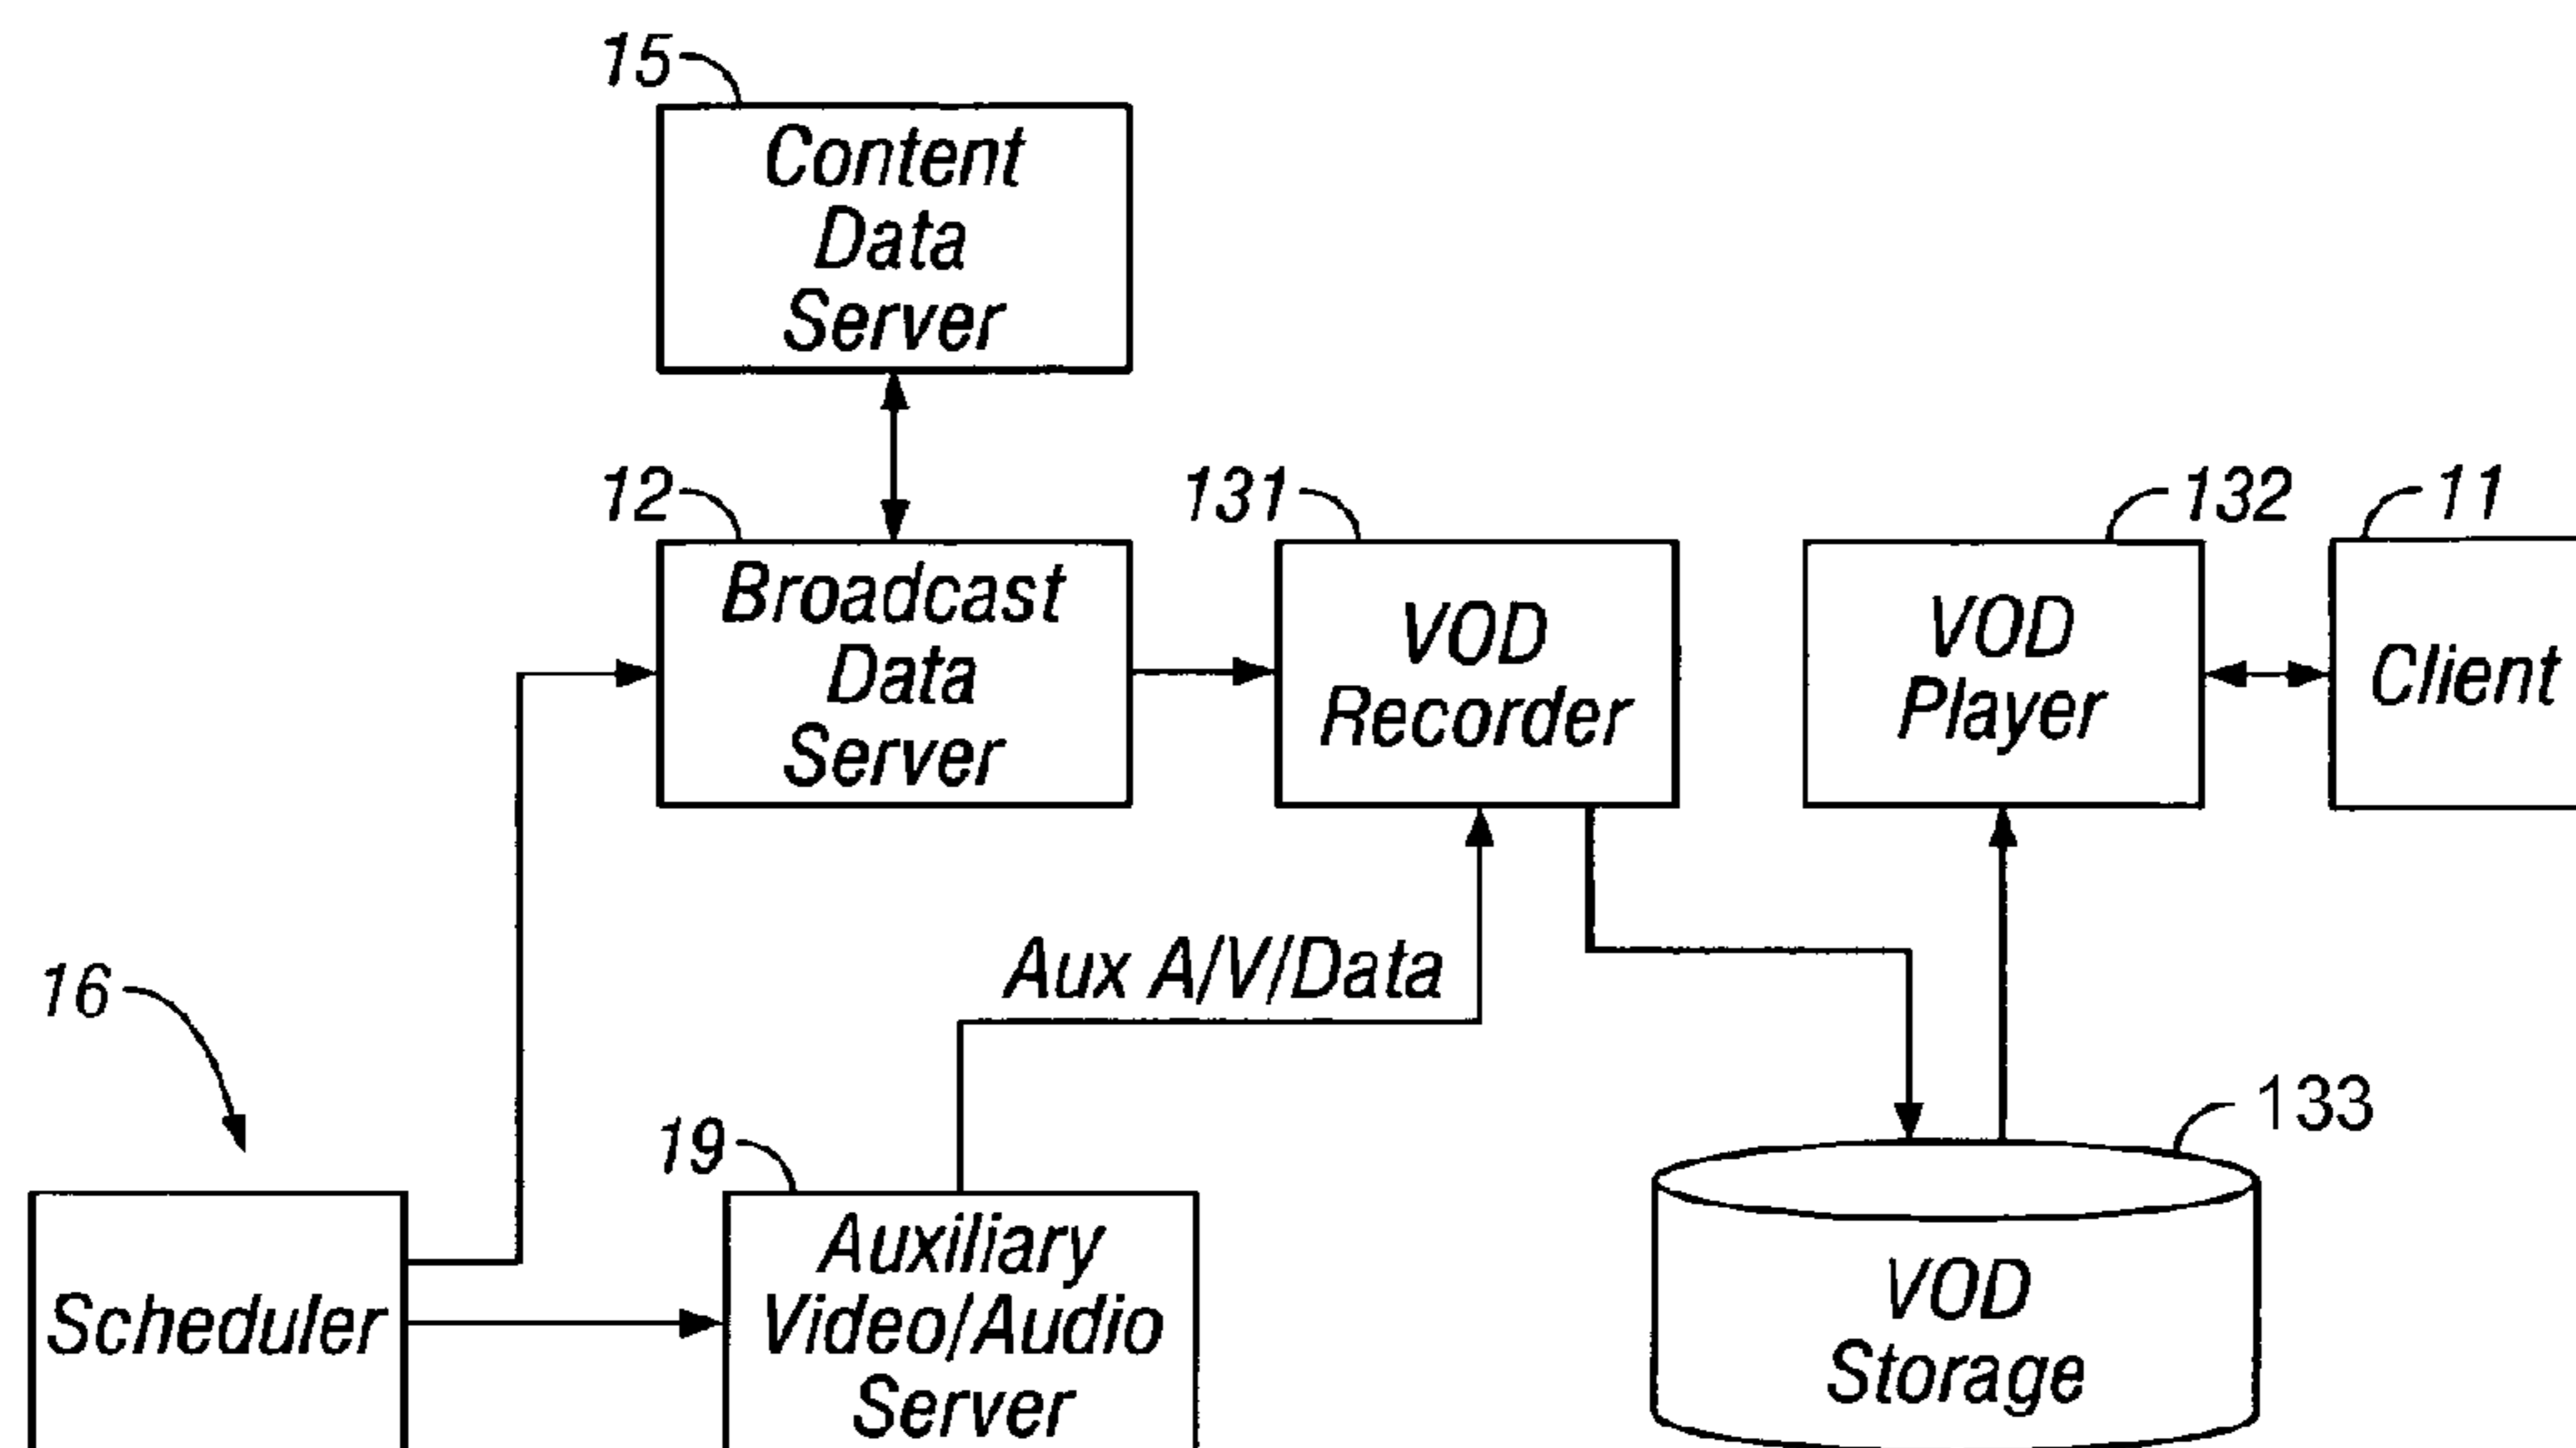 15
Content
Data
Server
12
Broadcast
Data
Server
131
VOD
Recorder
132
VOD
Player
11
Client
Aux A/V/Data
16
Scheduler
19
Auxiliary
Video/Audio
Server
133
VOD
Storage